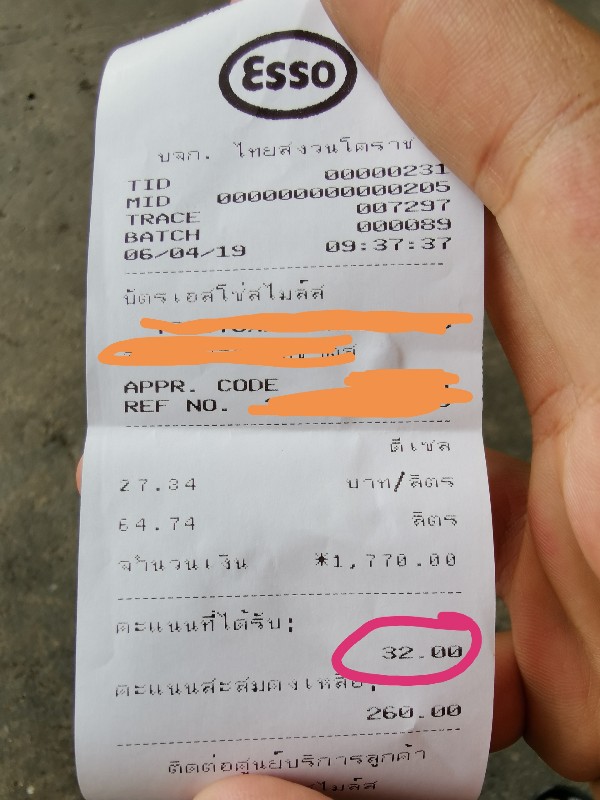 Esso
บจก. ไทยสงวนโคราช
TID 00000231
MID 000000000000205
TRACE 007297
BATCH 000089
06/04/19 09:37:37
บัตรเอสโซ่สไมล์ส
APPR. CODE
REF NO.
ดีเซล
27.34 บาท/ลิตร
64.74 ลิตร
จำนวนเงิน *1,770.00
คะแนนที่ได้รับ:
32.00
คะแนนสะสมคงเหลือ:
260.00
ติดต่อศูนย์บริการลูกค้า
สไมล์ส